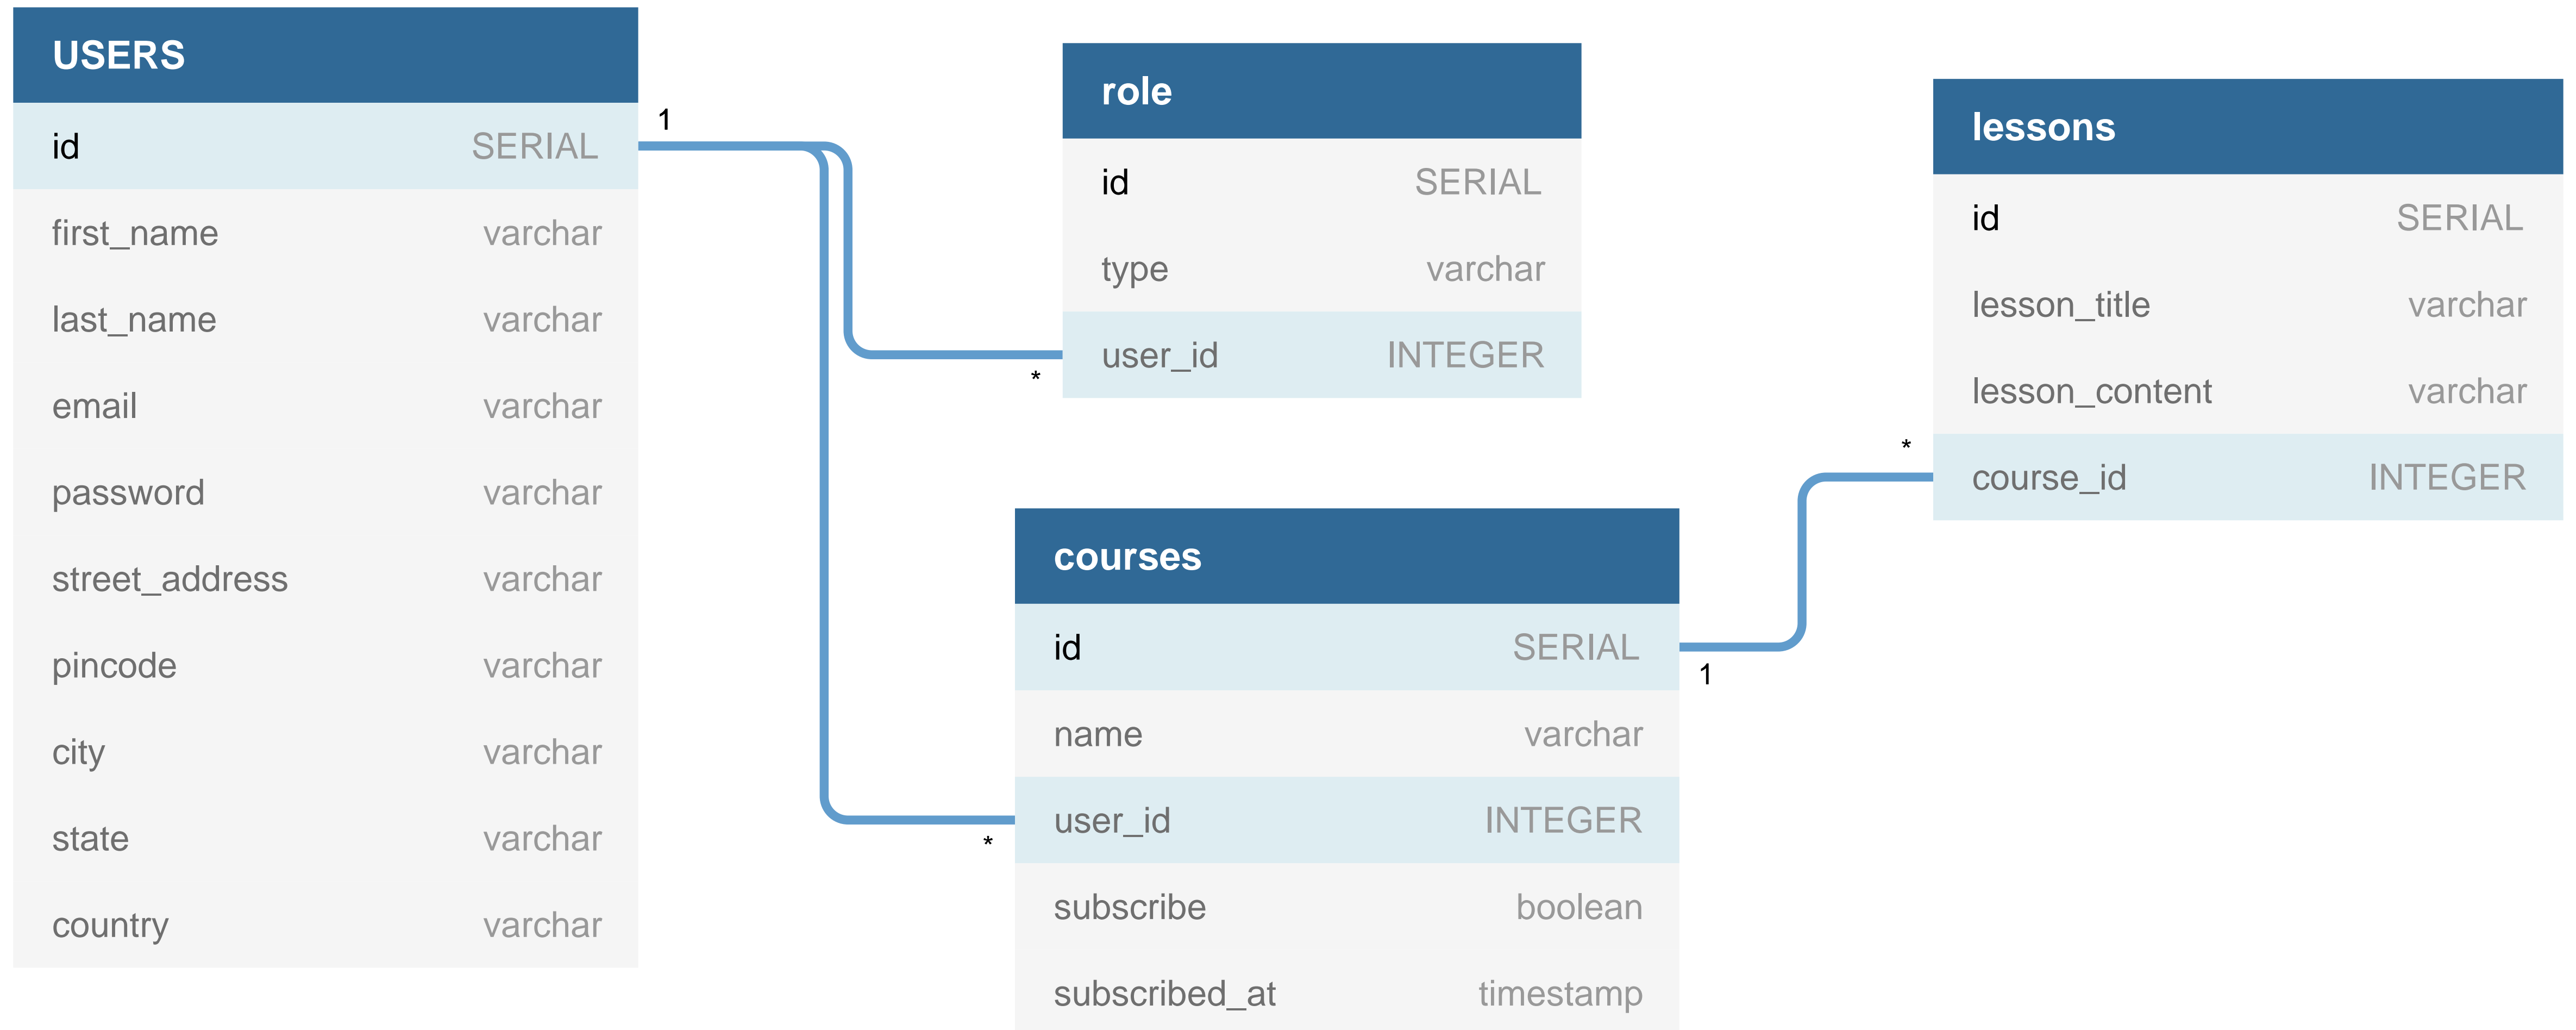 USERS
id SERIAL
first_name varchar
last_name varchar
email varchar
password varchar
street_address varchar
pincode varchar
city varchar
state varchar
country varchar
1
*
*
role
id SERIAL
type varchar
user_id INTEGER
courses
id SERIAL
name varchar
user_id INTEGER
subscribe boolean
subscribed_at timestamp
1
*
lessons
id SERIAL
lesson_title varchar
lesson_content varchar
course_id INTEGER